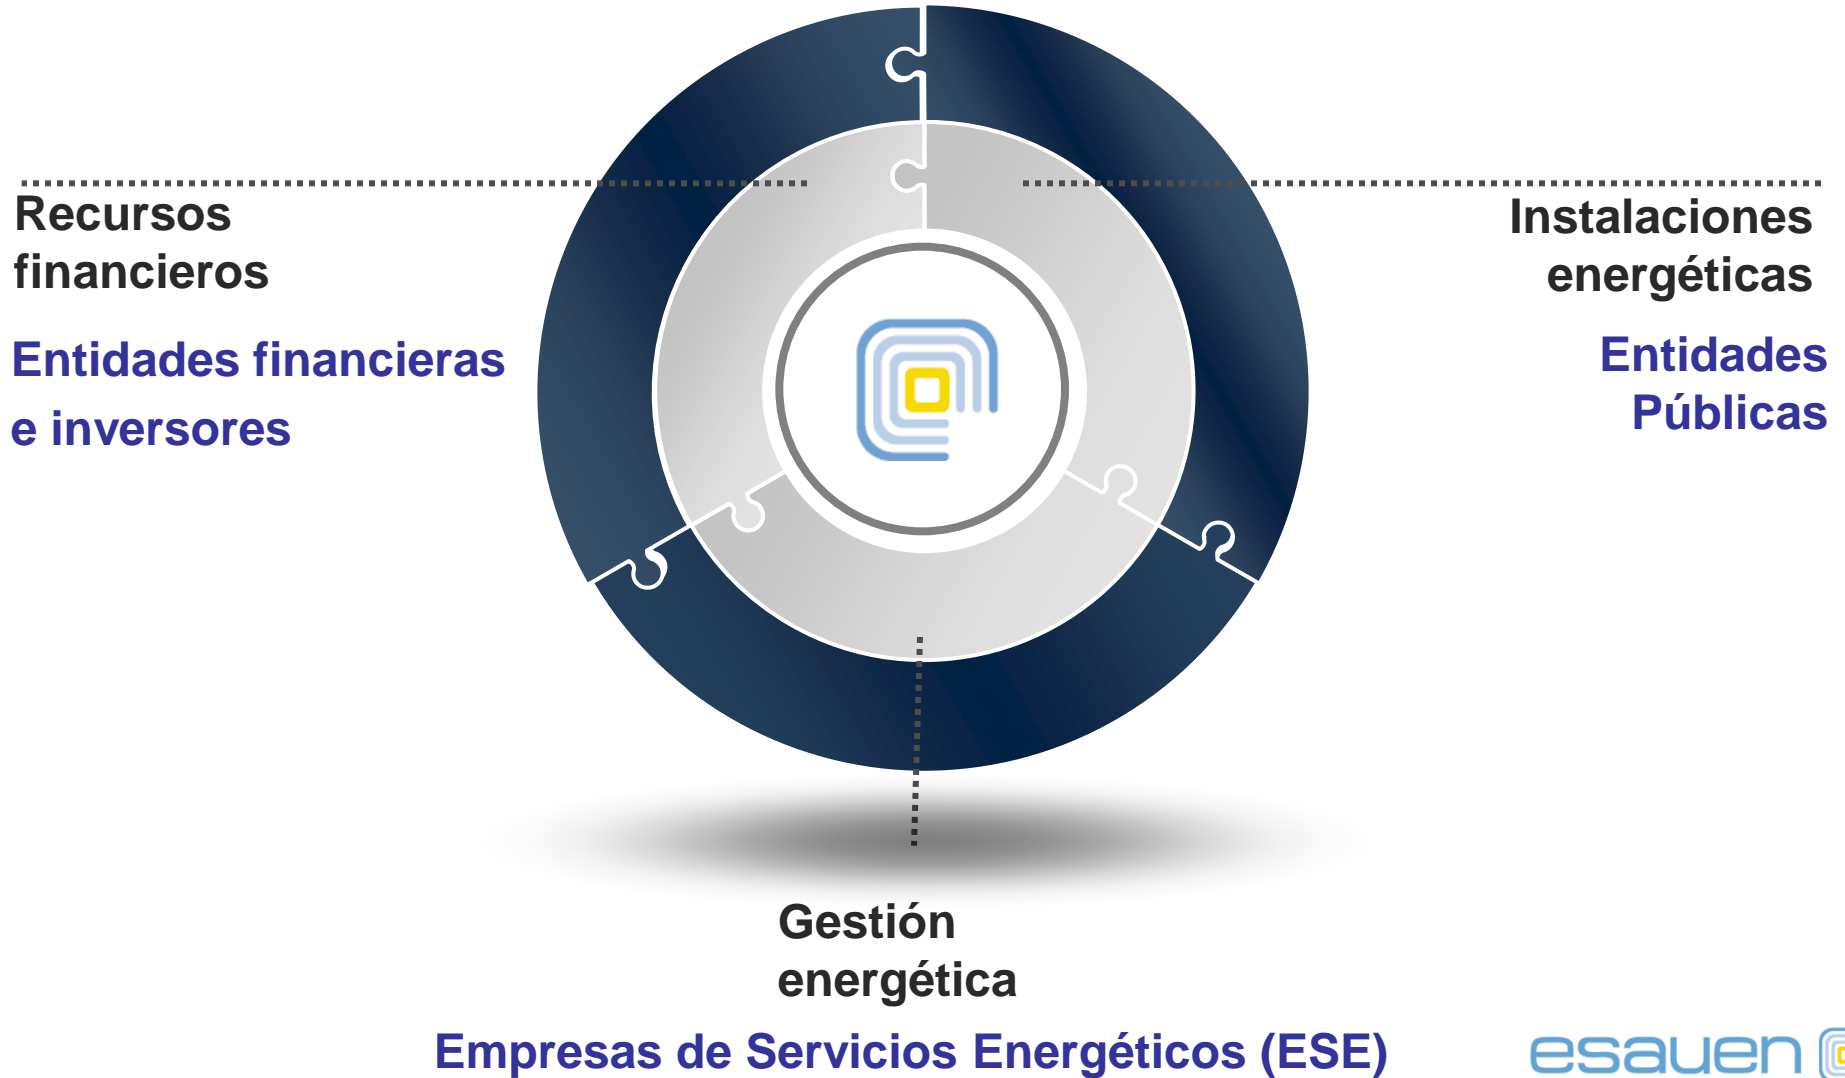 Recursos
financieros
Entidades financieras
e inversores
Instalaciones
energéticas
Entidades
Públicas
Gestión
energética
Empresas de Servicios Energéticos (ESE)
esauen